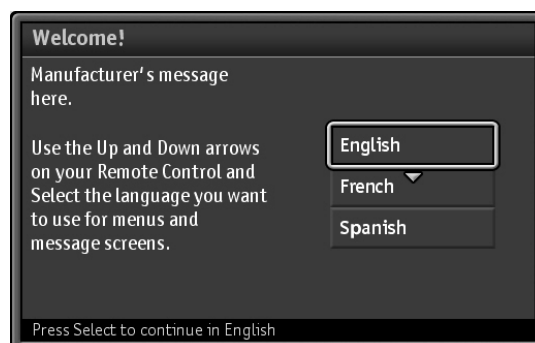 Welcome!
Manufacturer's message
here.
Use the Up and Down arrows
on your Remote Control and
Select the language you want
to use for menus and
message screens.
English
French
Spanish
Press Select to continue in English